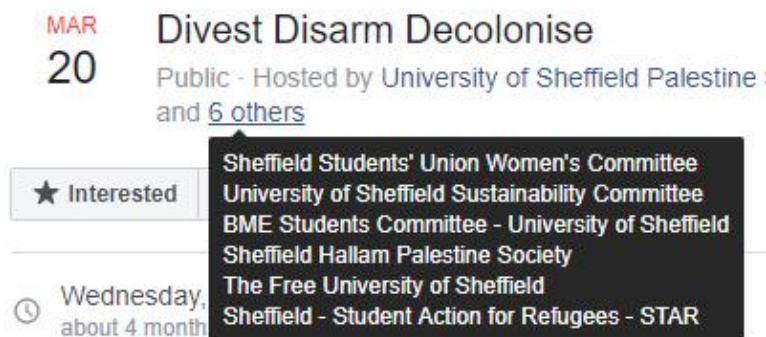 MAR
20
Divest Disarm Decolonise
Public - Hosted by University of Sheffield Palestine
and 6 others
Sheffield Students' Union Women's Committee
University of Sheffield Sustainability Committee
BME Students Committee - University of Sheffield
Sheffield Hallam Palestine Society
The Free University of Sheffield
Sheffield - Student Action for Refugees - STAR
★ Interested
Wednesday,
about 4 month